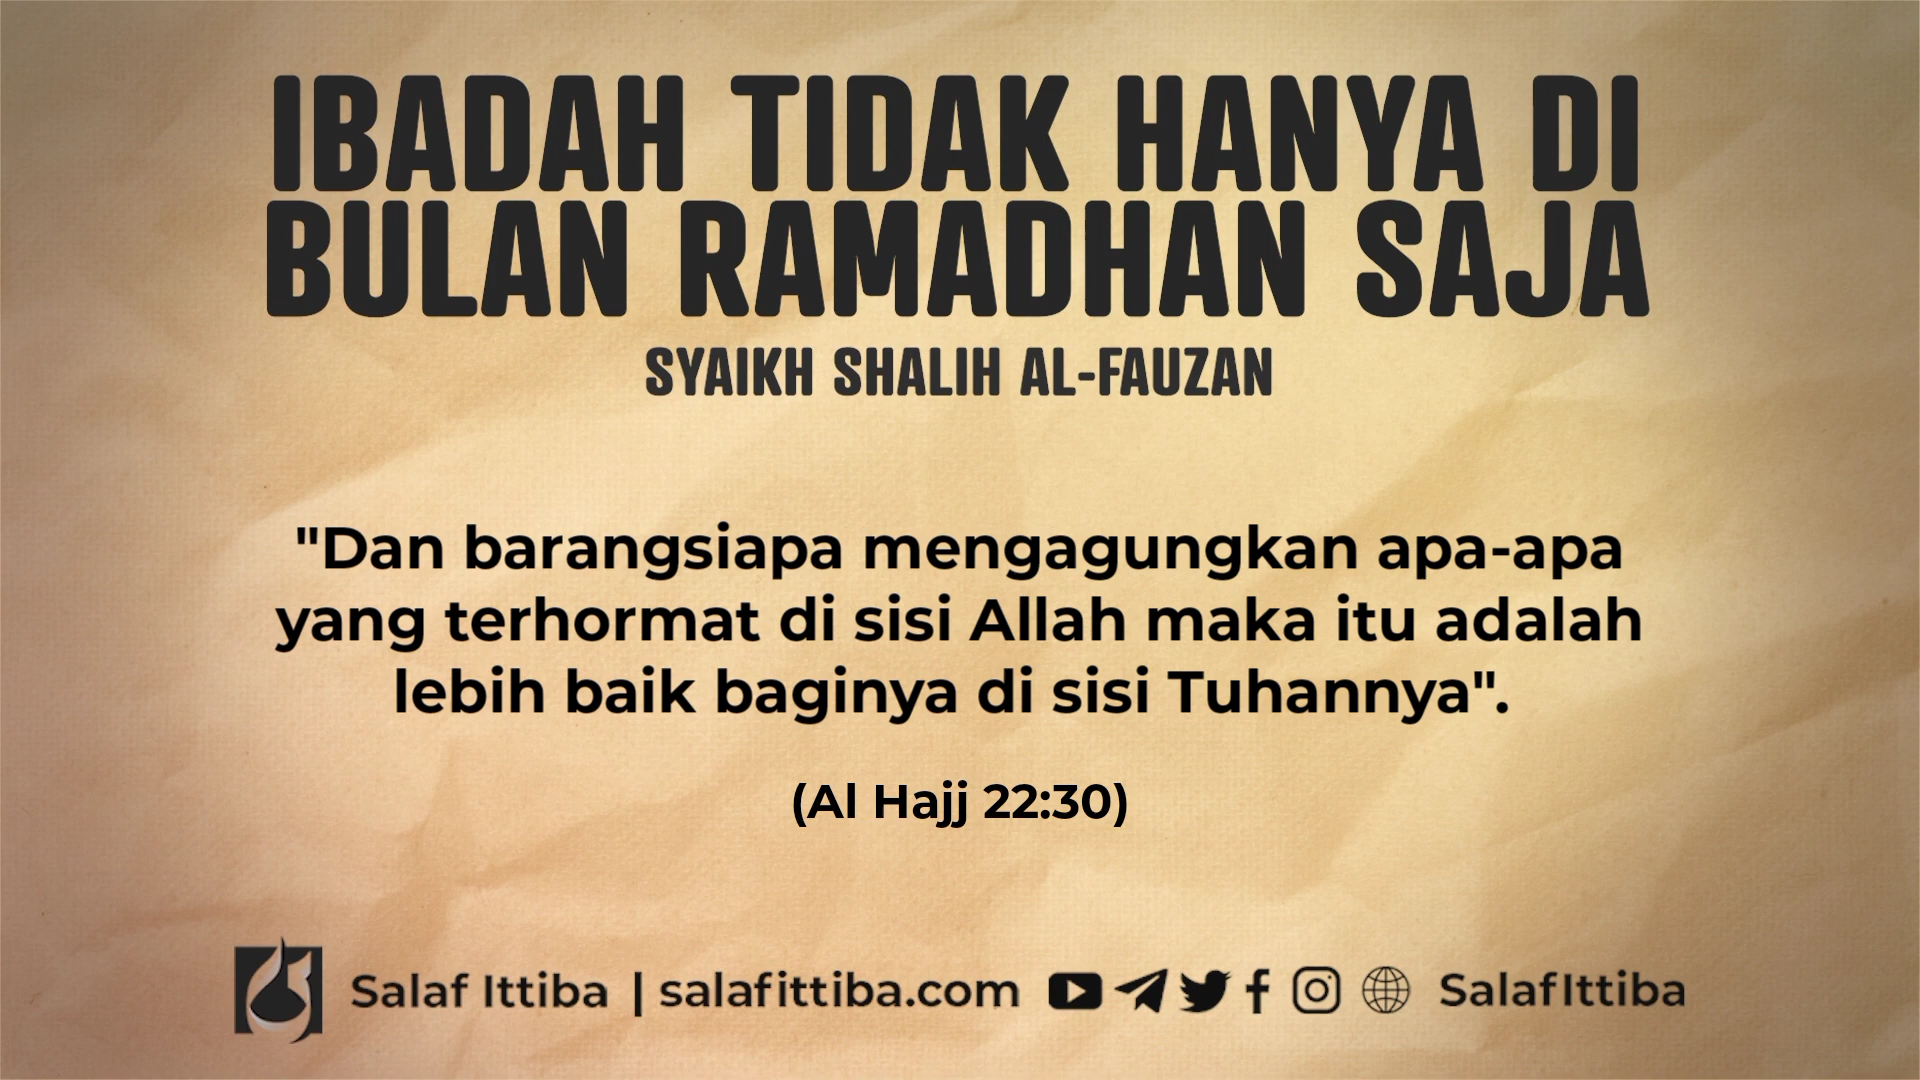 IBADAH TIDAK HANYA DI
BULAN RAMADHAN SAJA
SYAIKH SHALIH AL-FAUZAN
"Dan barangsiapa mengagungkan apa-apa
yang terhormat di sisi Allah maka itu adalah
lebih baik baginya di sisi Tuhannya".
(Al Hajj 22:30)
Salaf Ittiba | salafittiba.com SalafIttiba